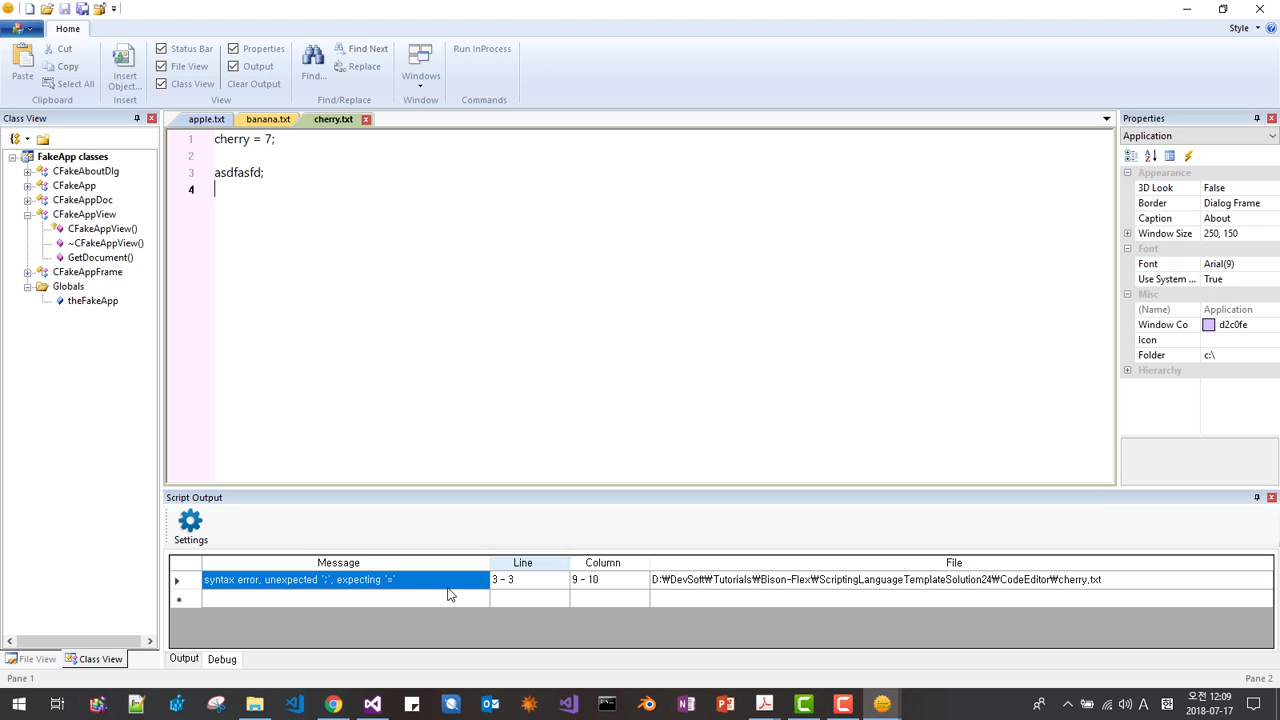 Home
Style
Paste
Cut
Copy
Select All
Clipboard
Insert
Object...
Insert
Status Bar
File View
Class View
Properties
Output
Clear Output
View
Find...
Find Next
Replace
Find/Replace
Windows
Window
Run InProcess
Commands
Class View
FakeApp classes
CFakeAboutDlg
CFakeApp
CFakeAppDoc
CFakeAppView
CFakeAppView()
~CFakeAppView()
GetDocument()
CFakeAppFrame
Globals
theFakeApp
File View
Class View
apple.txt
banana.txt
cherry.txt
1 cherry = 7;
2
3 asdfasfd;
4
Properties
Application
Appearance
3D Look False
Border Dialog Frame
Caption About
Window Size 250, 150
Font
Font Arial(9)
Use System ... True
Misc
(Name) Application
Window Co d2c0fe
Icon
Folder c:\
Hierarchy
Script Output
Settings
Message Line Column File
syntax error, unexpected ';', expecting '=' 3 - 3 9 - 10 D:₩DevSoft₩Tutorials₩Bison-Flex₩ScriptingLanguageTemplateSolution24₩CodeEditor₩cherry.txt
Output
Debug
Pane 1
Pane 2
A
오전 12:09
2018-07-17